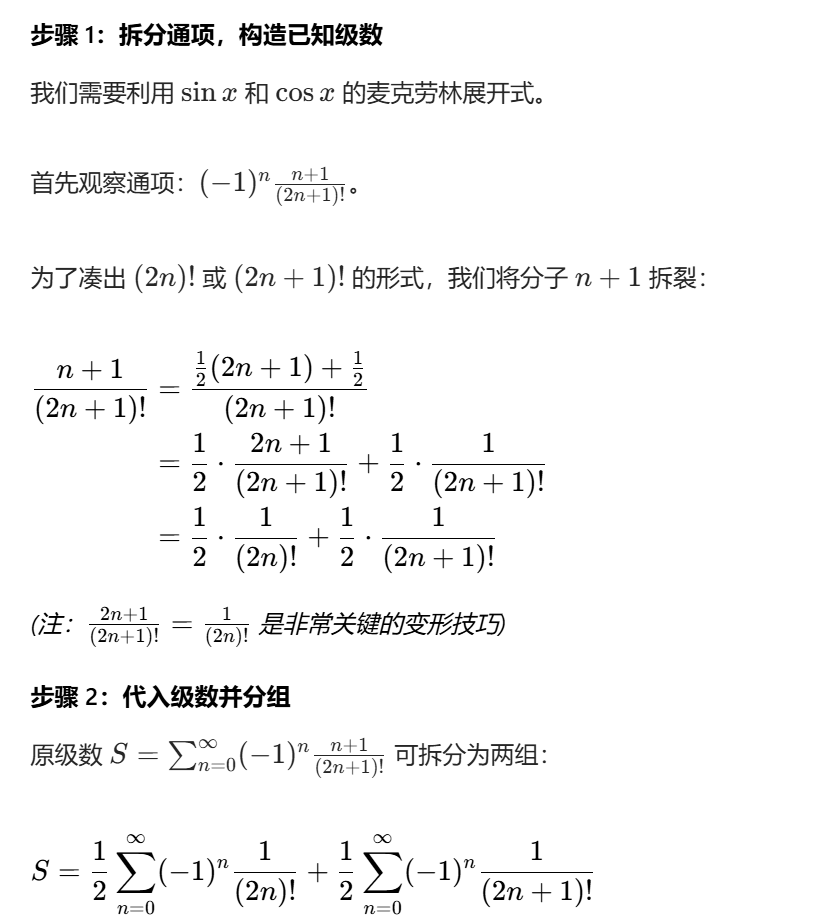 步骤 1：拆分通项，构造已知级数
我们需要利用 sin x 和 cos x 的麦克劳林展开式。
首先观察通项：$(-1)^n \frac{n+1}{(2n+1)!}$。
为了凑出 $(2n)!$ 或 $(2n+1)!$ 的形式，我们将分子 $n+1$ 拆裂：
$\frac{n+1}{(2n+1)!} = \frac{\frac{1}{2}(2n+1)+\frac{1}{2}}{(2n+1)!}$
$= \frac{1}{2} \cdot \frac{2n+1}{(2n+1)!} + \frac{1}{2} \cdot \frac{1}{(2n+1)!}$
$= \frac{1}{2} \cdot \frac{1}{(2n)!} + \frac{1}{2} \cdot \frac{1}{(2n+1)!}$
(注：$\frac{2n+1}{(2n+1)!} = \frac{1}{(2n)!}$ 是非常关键的变形技巧)
步骤 2：代入级数并分组
原级数 $S = \sum_{n=0}^{\infty} (-1)^n \frac{n+1}{(2n+1)!}$ 可拆分为两组：
$S = \frac{1}{2} \sum_{n=0}^{\infty} (-1)^n \frac{1}{(2n)!} + \frac{1}{2} \sum_{n=0}^{\infty} (-1)^n \frac{1}{(2n+1)!}$